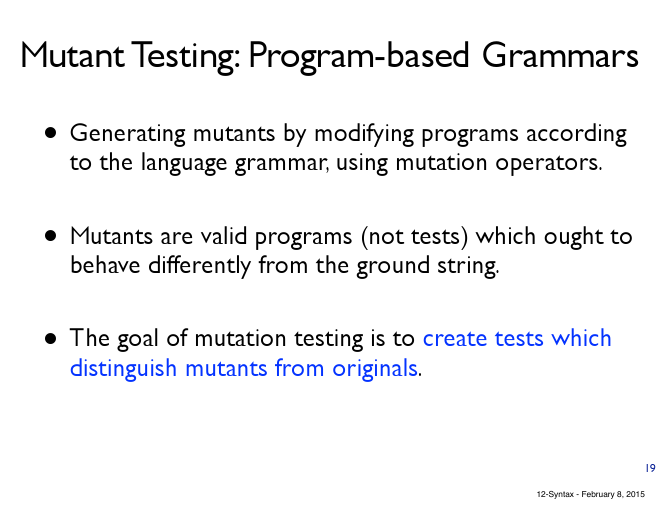 Mutant Testing: Program-based Grammars
• Generating mutants by modifying programs according
to the language grammar, using mutation operators.
• Mutants are valid programs (not tests) which ought to
behave differently from the ground string.
• The goal of mutation testing is to create tests which
distinguish mutants from originals.
19
12-Syntax - February 8, 2015